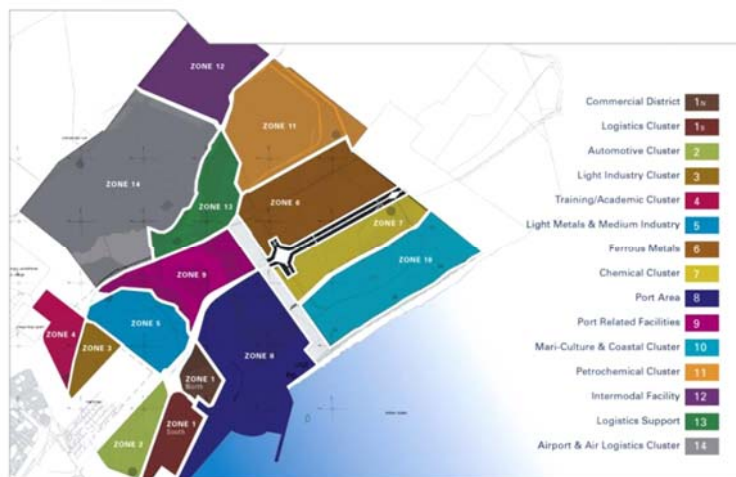 ZONE 12
ZONE 11
ZONE 14
ZONE 6
ZONE 13
ZONE 7
ZONE 10
ZONE 9
ZONE 5
ZONE 4
ZONE 3
ZONE 8
ZONE 1
North
ZONE 2
ZONE 1
South
Commercial District 1N
Logistics Cluster 1S
Automotive Cluster 2
Light Industry Cluster 3
Training/Academic Cluster 4
Light Metals & Medium Industry 5
Ferrous Metals 6
Chemical Cluster 7
Port Area 8
Port Related Facilities 9
Mari-Culture & Coastal Cluster 10
Petrochemical Cluster 11
Intermodal Facility 12
Logistics Support 13
Airport & Air Logistics Cluster 14